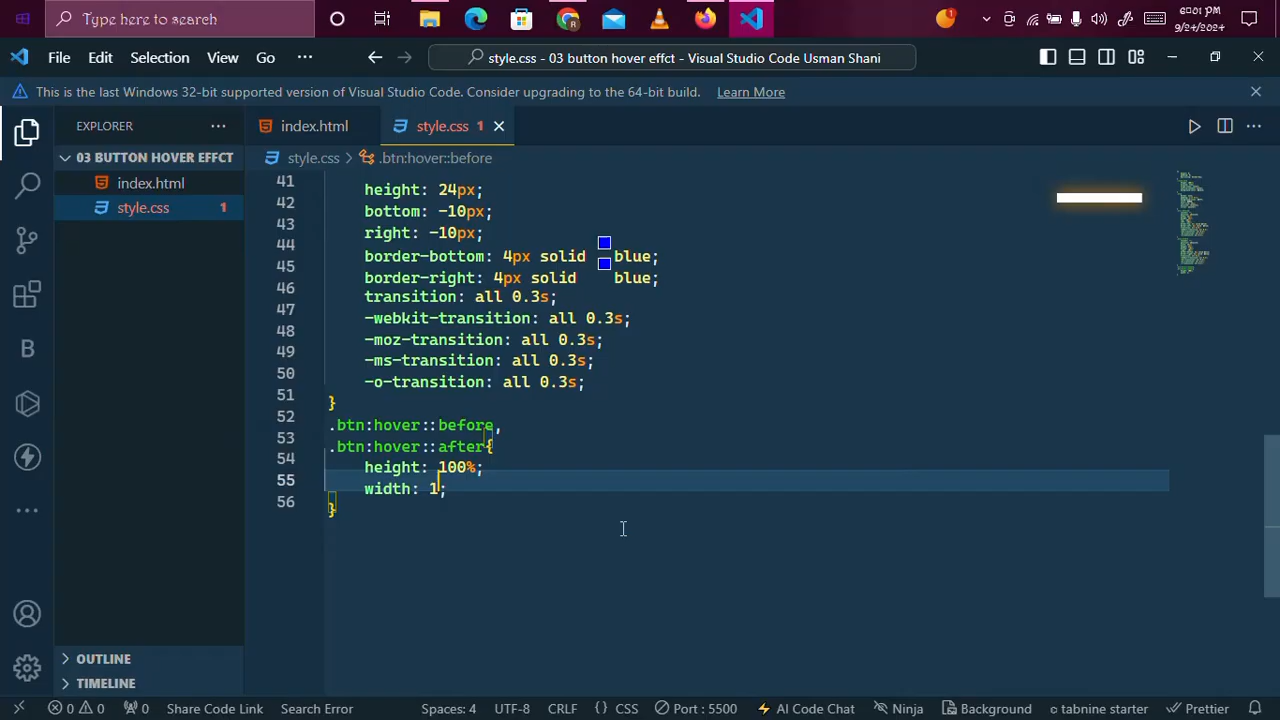 Type here to search
6:01 PM
9/24/2024
File Edit Selection View Go ...
style.css - 03 button hover effct - Visual Studio Code Usman Shani
This is the last Windows 32-bit supported version of Visual Studio Code. Consider upgrading to the 64-bit build. Learn More
EXPLORER
index.html
style.css 1
03 BUTTON HOVER EFFCT
style.css > .btn:hover::before
index.html
style.css 1
41 height: 24px;
42 bottom: -10px;
43 right: -10px;
44 border-bottom: 4px solid blue;
45 border-right: 4px solid blue;
46 transition: all 0.3s;
47 -webkit-transition: all 0.3s;
48 -moz-transition: all 0.3s;
49 -ms-transition: all 0.3s;
50 -o-transition: all 0.3s;
51 }
52 .btn:hover::before,
53 .btn:hover::after{
54 height: 100%;
55 width: 1;
56 }
OUTLINE
TIMELINE
0 0 0 Share Code Link Search Error Spaces: 4 UTF-8 CRLF {} CSS Port : 5500 AI Code Chat Ninja Background tabnine starter Prettier